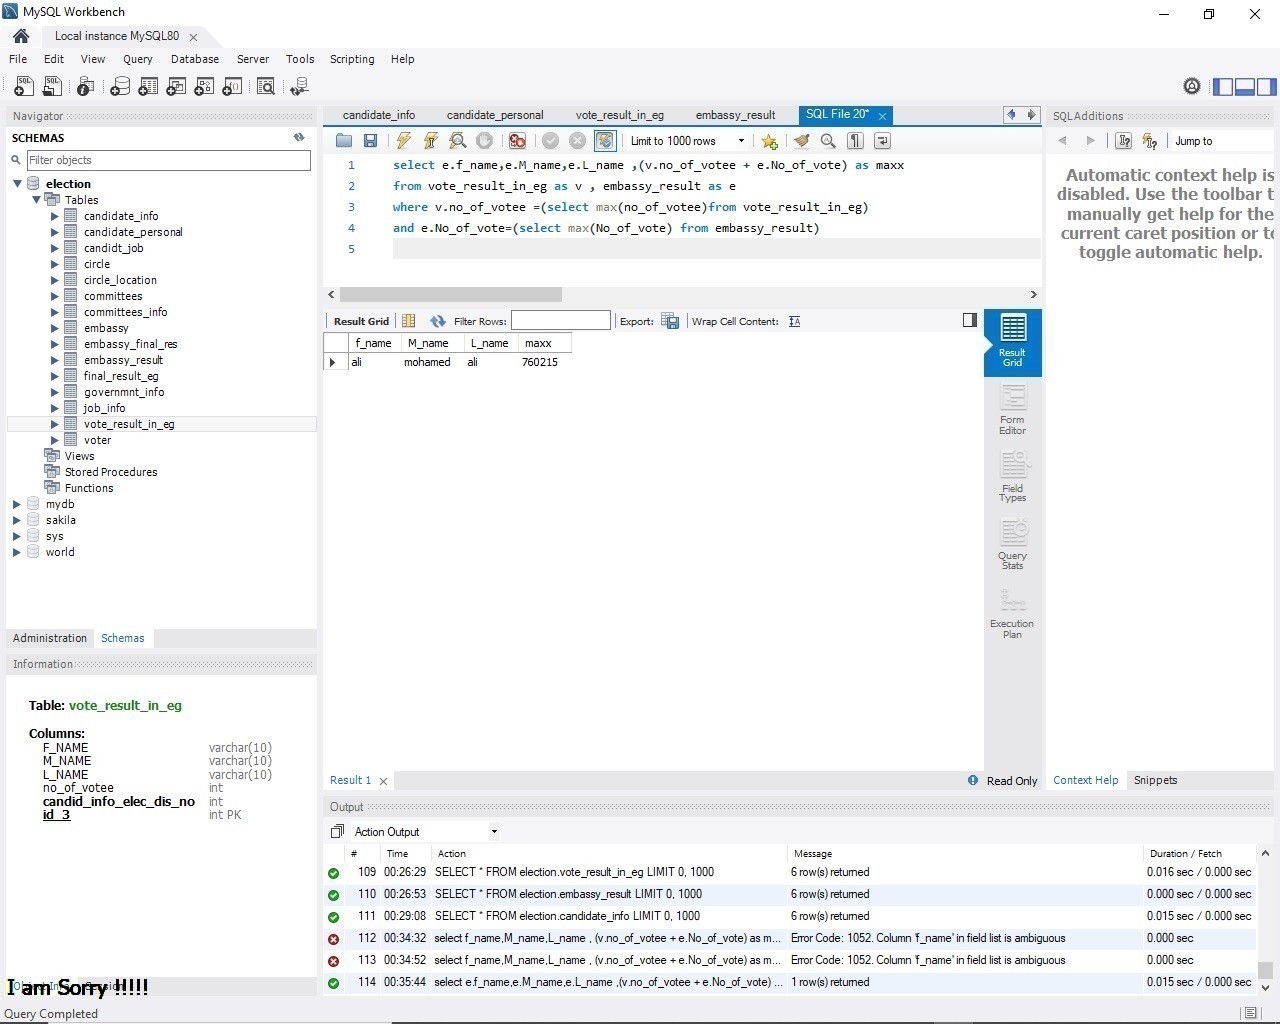 MySQL Workbench
Local instance MySQL80
File Edit View Query Database Server Tools Scripting Help
Navigator
SCHEMAS
Filter objects
election
Tables
candidate_info
candidate_personal
candidt_job
circle
circle_location
committees
committees_info
embassy
embassy_final_res
embassy_result
final_result_eg
governmnt_info
job_info
vote_result_in_eg
voter
Views
Stored Procedures
Functions
mydb
sakila
sys
world
Administration Schemas
Information
Table: vote_result_in_eg
Columns:
F_NAME varchar(10)
M_NAME varchar(10)
L_NAME varchar(10)
no_of_votee int
candid_info_elec_dis_no int
id_3 int PK
I am Sorry !!!!!
Query Completed
candidate_info candidate_personal vote_result_in_eg embassy_result SQL File 20*
Limit to 1000 rows
1 select e.f_name,e.M_name,e.L_name ,(v.no_of_votee + e.No_of_vote) as maxx
2 from vote_result_in_eg as v , embassy_result as e
3 where v.no_of_votee =(select max(no_of_votee)from vote_result_in_eg)
4 and e.No_of_vote=(select max(No_of_vote) from embassy_result)
5
Result Grid Filter Rows: Export: Wrap Cell Content:
f_name M_name L_name maxx
ali mohamed ali 760215
Result Grid
Form Editor
Field Types
Query Stats
Execution Plan
Result 1
Read Only
SQLAdditions
Jump to
Automatic context help is
disabled. Use the toolbar t
manually get help for the
current caret position or to
toggle automatic help.
Context Help Snippets
Output
Action Output
# Time Action Message Duration / Fetch
109 00:26:29 SELECT * FROM election.vote_result_in_eg LIMIT 0, 1000 6 row(s) returned 0.016 sec / 0.000 sec
110 00:26:53 SELECT * FROM election.embassy_result LIMIT 0, 1000 6 row(s) returned 0.000 sec / 0.000 sec
111 00:29:08 SELECT * FROM election.candidate_info LIMIT 0, 1000 6 row(s) returned 0.015 sec / 0.000 sec
112 00:34:32 select f_name,M_name,L_name , (v.no_of_votee + e.No_of_vote) as m... Error Code: 1052. Column 'f_name' in field list is ambiguous 0.000 sec
113 00:34:52 select f_name,M_name,L_name , (v.no_of_votee + e.No_of_vote) as m... Error Code: 1052. Column 'f_name' in field list is ambiguous 0.000 sec
114 00:35:44 select e.f_name,e.M_name,e.L_name ,(v.no_of_votee + e.No_of_vote) ... 1 row(s) returned 0.015 sec / 0.000 sec